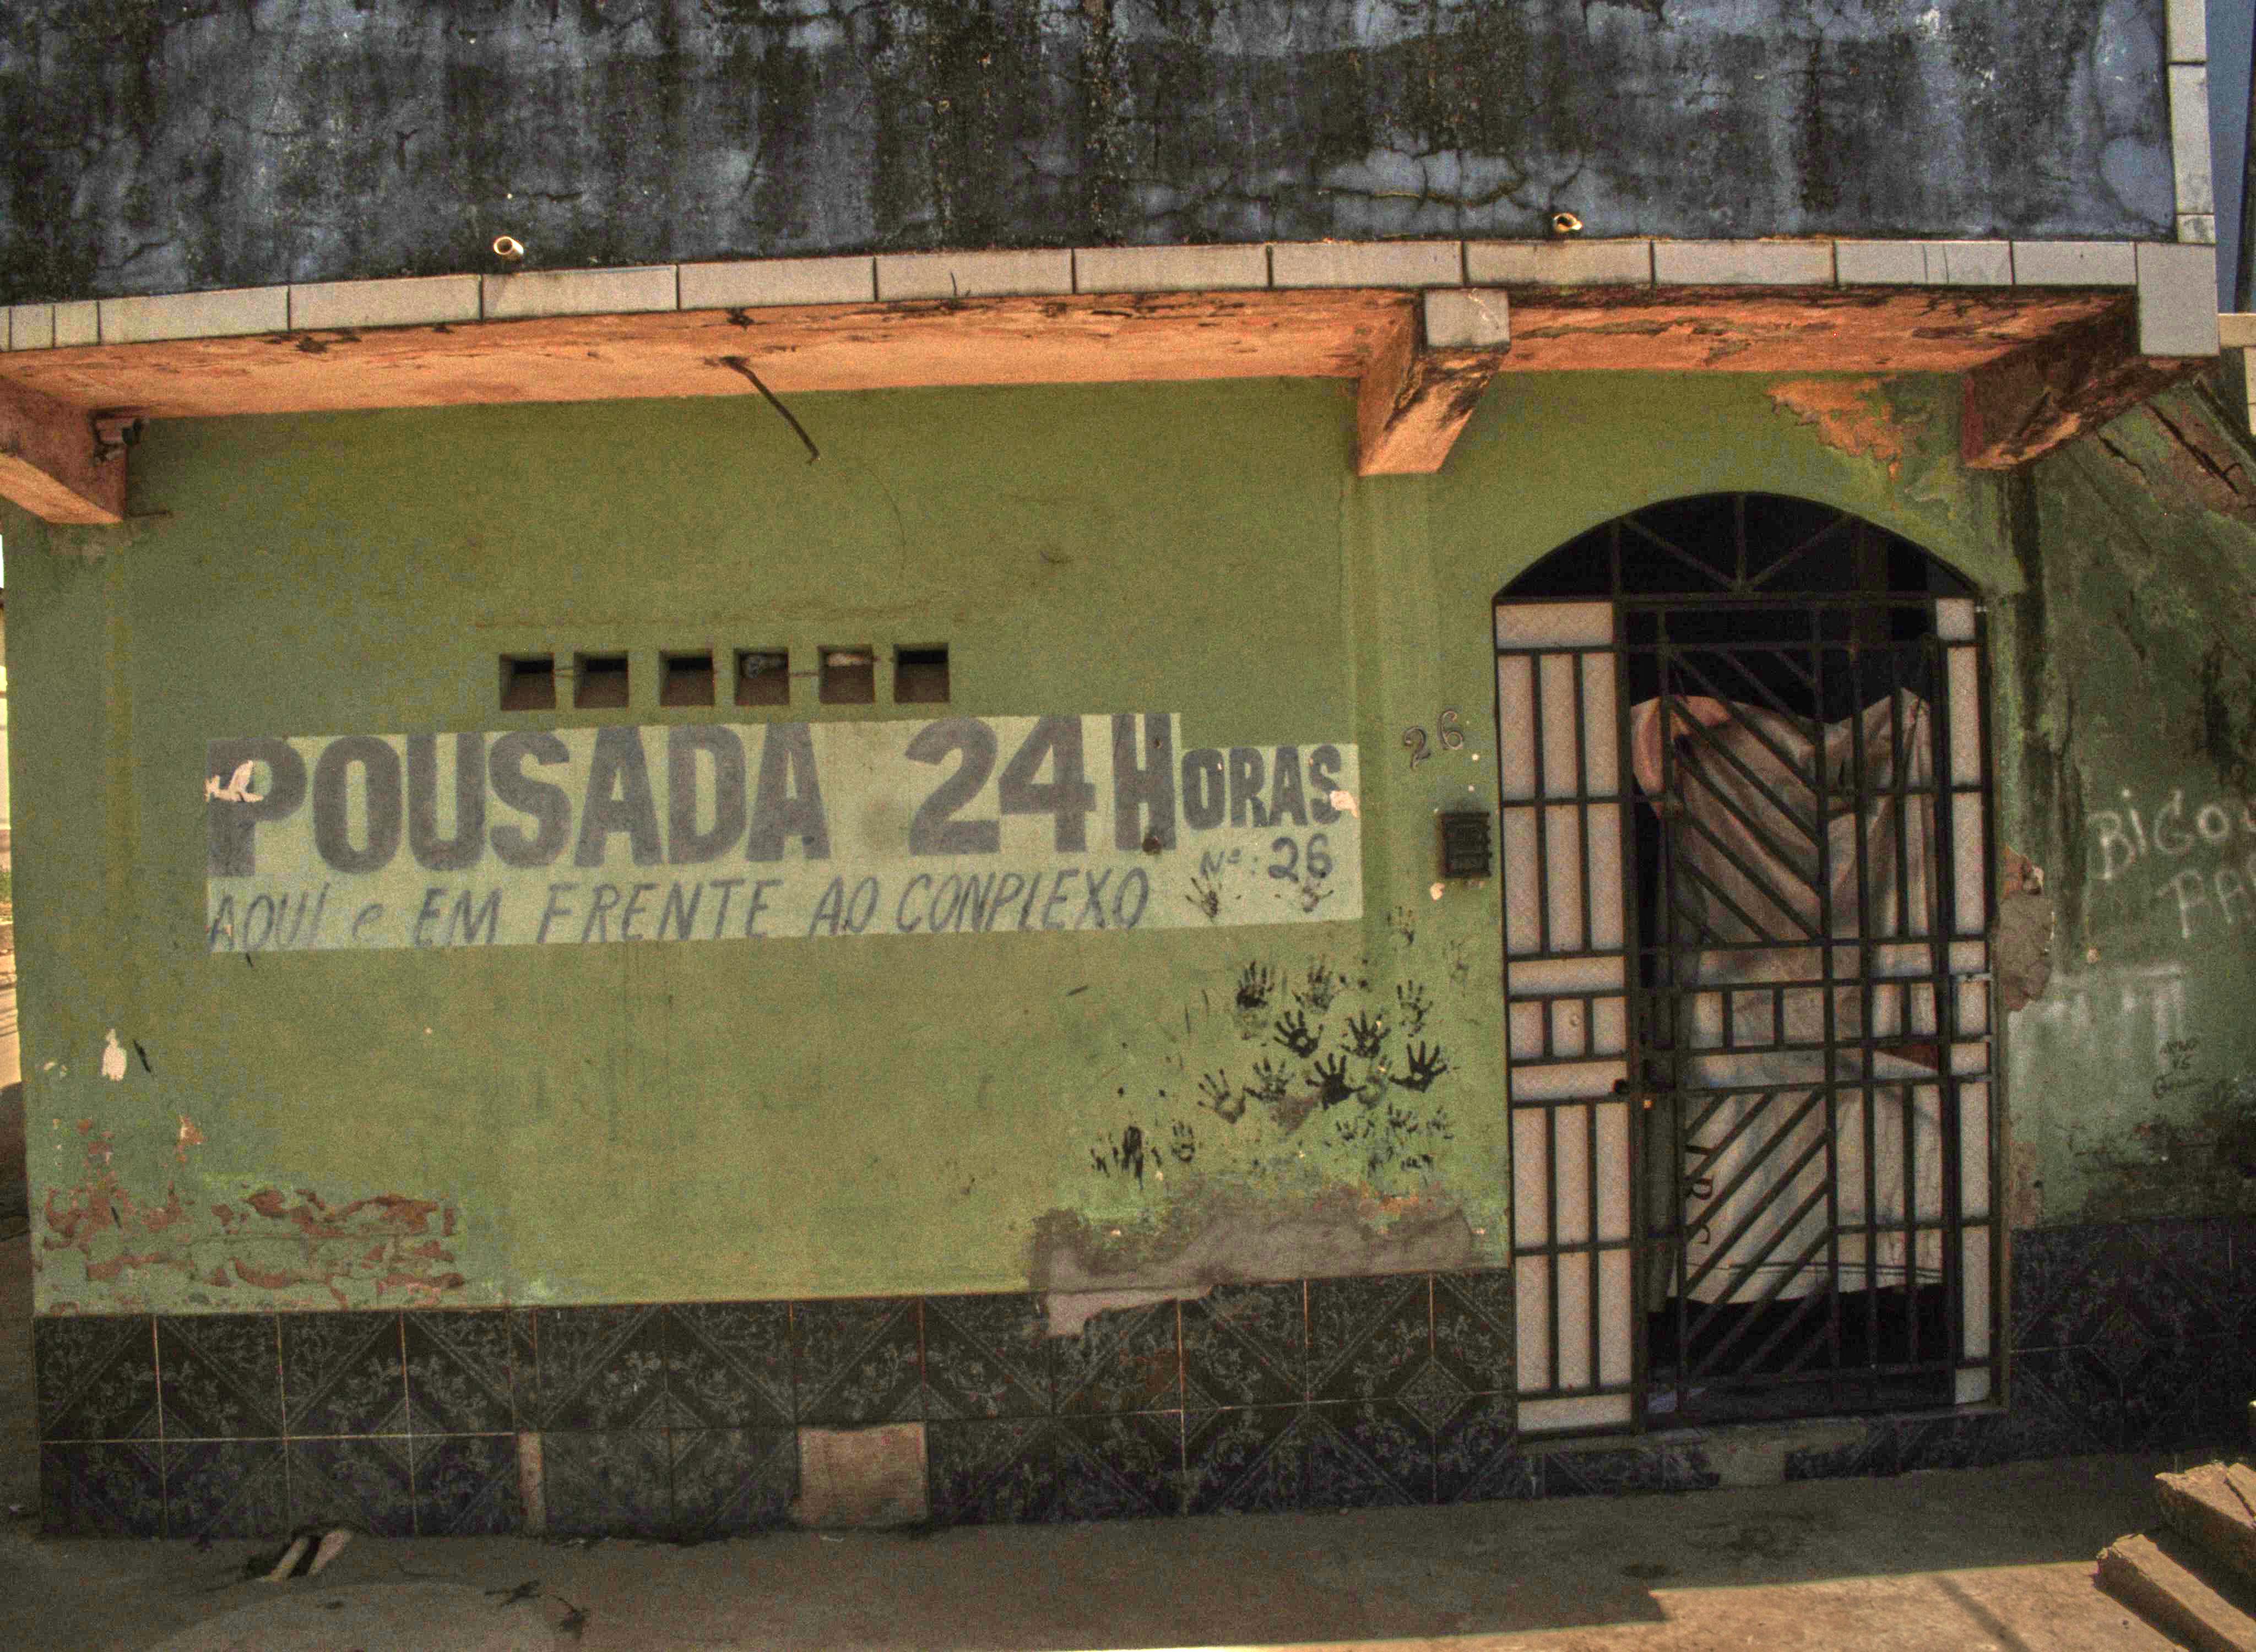 POUSADA 24 HORAS
Nº: 26
AQUI e EM FRENTE AO CONPLEXO
26